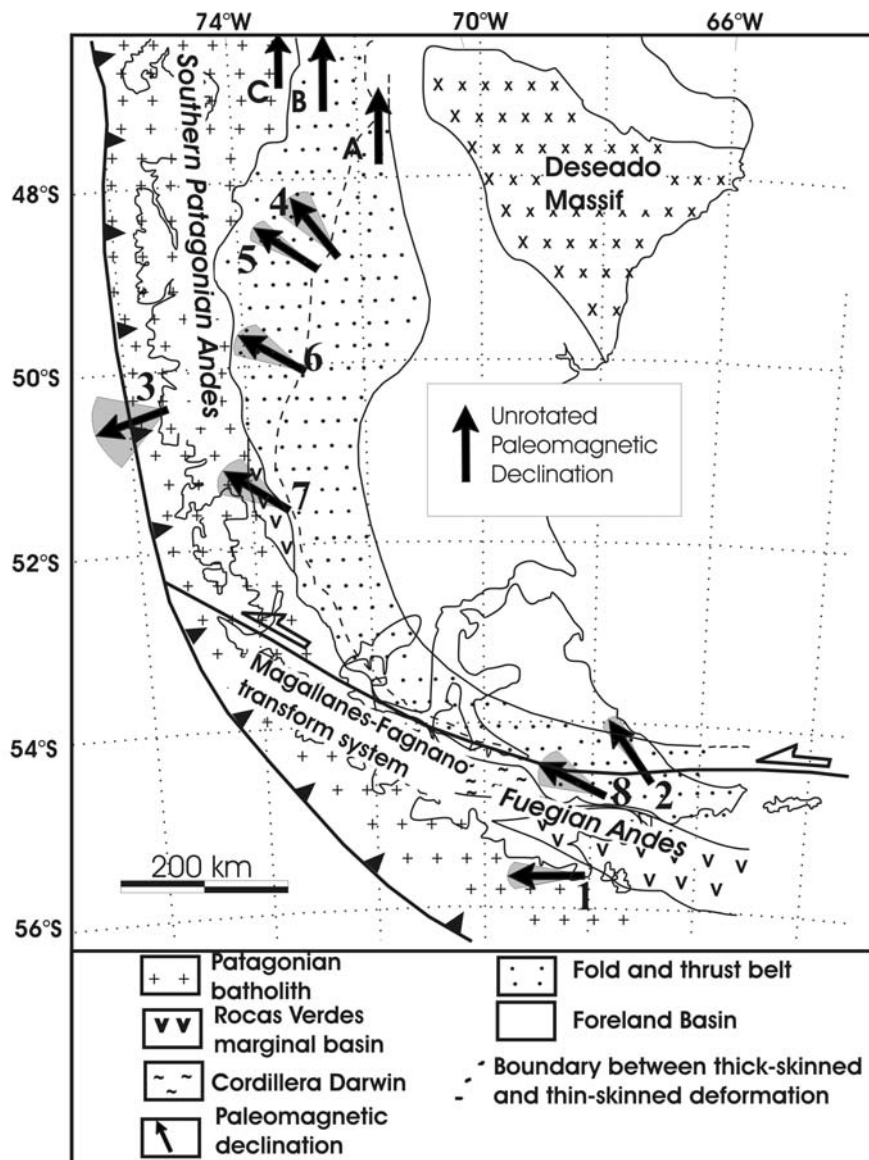 74°W 70°W 66°W
48°S
50°S
52°S
54°S
56°S
Southern Patagonian Andes
C
B
A
4
5
6
3
7
8
2
1
Deseado
Massif
Unrotated
Paleomagnetic
Declination
Magallanes-Fagnano
transform system
Fuegian Andes
200 km
Patagonian
batholith
Rocas Verdes
marginal basin
Cordillera Darwin
Paleomagnetic
declination
Fold and thrust belt
Foreland Basin
Boundary between thick-skinned
and thin-skinned deformation